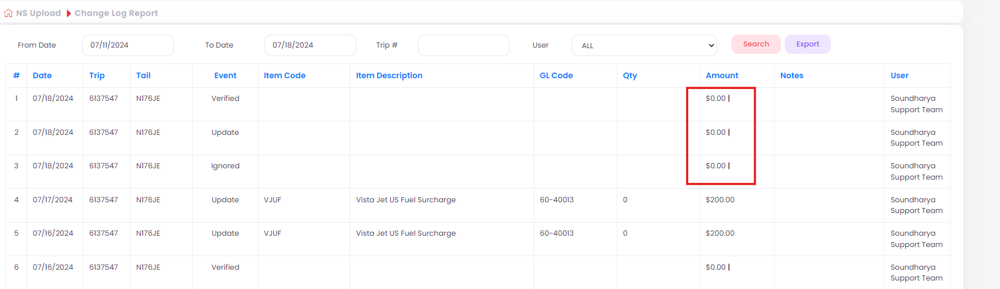 NS Upload Change Log Report
From Date 07/11/2024 To Date 07/18/2024 Trip # User ALL Search Export
# Date Trip Tail Event Item Code Item Description GL Code Qty Amount Notes User
1 07/18/2024 6137547 N176JE Verified $0.00 | Soundharya
Support Team
2 07/18/2024 6137547 N176JE Update $0.00 | Soundharya
Support Team
3 07/18/2024 6137547 N176JE Ignored $0.00 | Soundharya
Support Team
4 07/17/2024 6137547 N176JE Update VJUF Vista Jet US Fuel Surcharge 60-40013 0 $200.00 Soundharya
Support Team
5 07/16/2024 6137547 N176JE Update VJUF Vista Jet US Fuel Surcharge 60-40013 0 $200.00 Soundharya
Support Team
6 07/16/2024 6137547 N176JE Verified $0.00 | Soundharya
Support Team